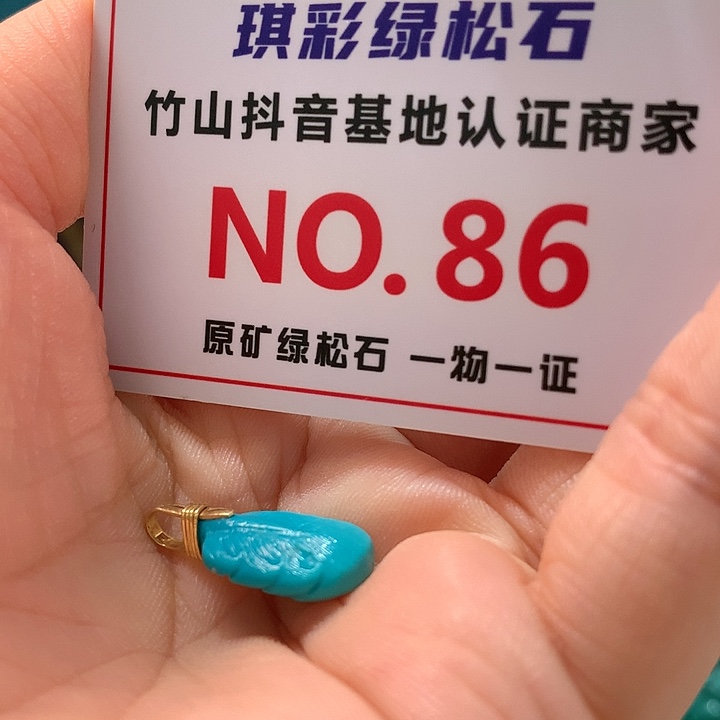 琪彩绿松石
竹山抖音基地认证商家
NO. 86
原矿绿松石 一物一证